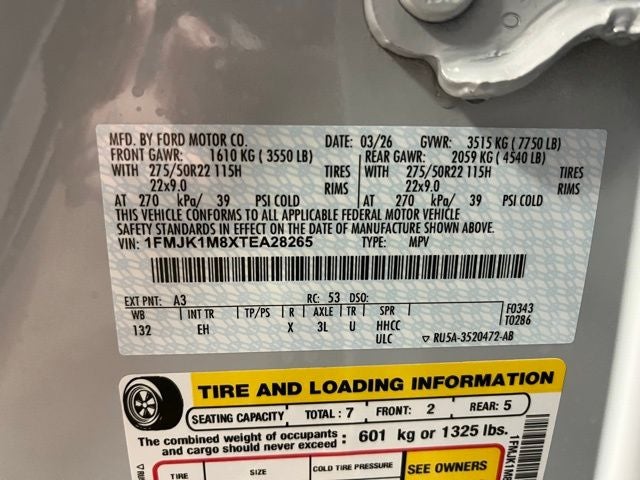 MFD. BY FORD MOTOR CO. DATE: 03/26 GVWR: 3515 KG ( 7750 LB)
FRONT GAWR: 1610 KG ( 3550 LB) REAR GAWR: 2059 KG ( 4540 LB)
WITH 275/50R22 115H TIRES WITH 275/50R22 115H TIRES
22x9.0 RIMS 22x9.0 RIMS
AT 270 kPa/ 39 PSI COLD AT 270 kPa/ 39 PSI COLD
THIS VEHICLE CONFORMS TO ALL APPLICABLE FEDERAL MOTOR VEHICLE
SAFETY STANDARDS IN EFFECT ON THE DATE OF MANUFACTURE SHOWN ABOVE.
VIN: 1FMJK1M8XTEA28265 TYPE: MPV
EXT PNT: A3 RC: 53 DSO:
WB INT TR TP/PS R AXLE TR SPR F0343
132 EH X 3L U HHCC T0286
ULC ▽ RU5A-3520472-AB
TIRE AND LOADING INFORMATION
SEATING CAPACITY TOTAL : 7 FRONT: 2 REAR: 5
The combined weight of occupants
and cargo should never exceed : 601 kg or 1325 lbs.
TIRE SIZE COLD TIRE PRESSURE SEE OWNERS
1FMJK1M8